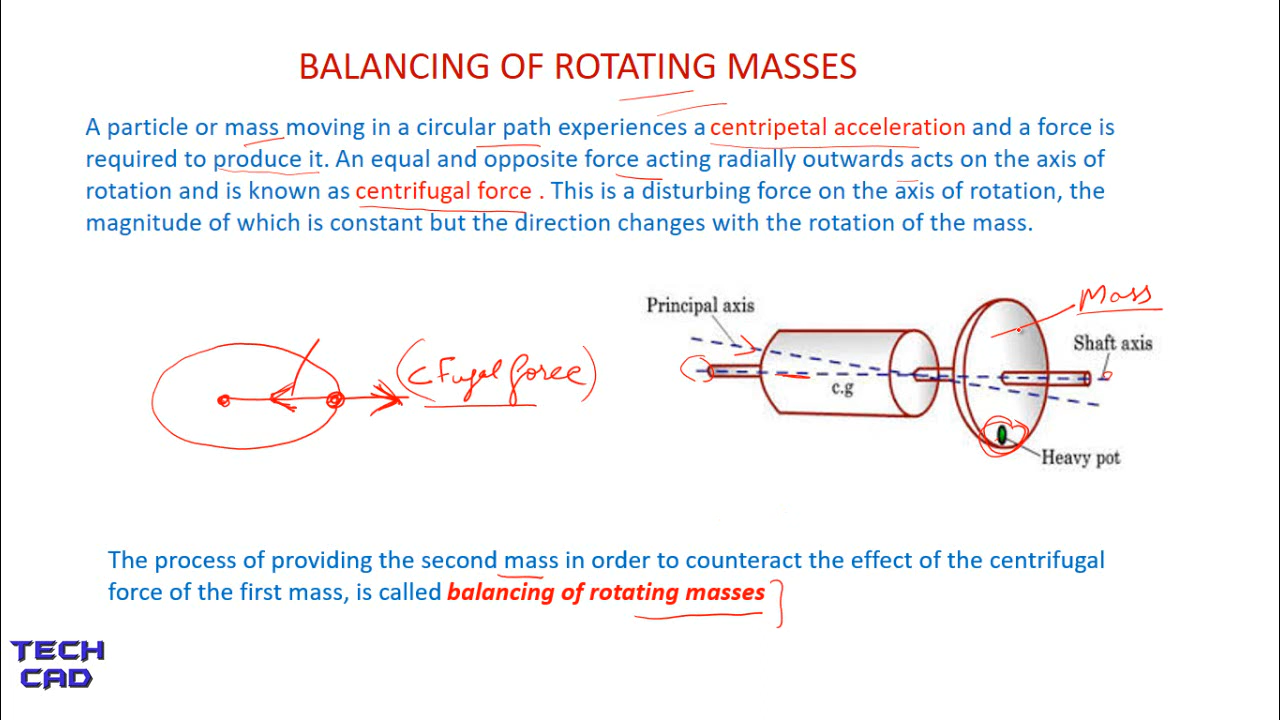 BALANCING OF ROTATING MASSES
A particle or mass moving in a circular path experiences a centripetal acceleration and a force is
required to produce it. An equal and opposite force acting radially outwards acts on the axis of
rotation and is known as centrifugal force . This is a disturbing force on the axis of rotation, the
magnitude of which is constant but the direction changes with the rotation of the mass.
Principal axis
Mass
Shaft axis
(C Fugal force)
c.g
Heavy pot
The process of providing the second mass in order to counteract the effect of the centrifugal
force of the first mass, is called balancing of rotating masses
TECH
CAD